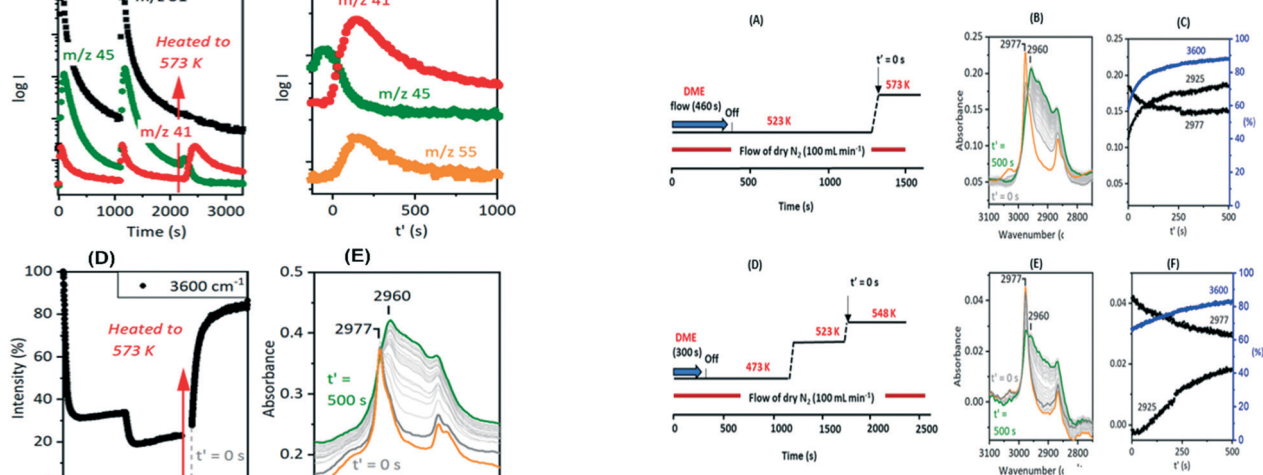 m/z 45
Heated to
573 K
m/z 41
log I
0
1000
2000
3000
Time (s)
m/z 41
m/z 45
m/z 55
log I
0
500
1000
t' (s)
(D)
100
80
60
40
20
3600 cm-1
Heated to
573 K
t' = 0 s
Intensity (%)
(E)
0.5
0.4
0.3
0.2
2960
2977
t' =
500 s
t' = 0 s
Absorbance
(A)
t' = 0 s
573 K
DME
flow (460 s)
Off
523 K
Flow of dry N2 (100 mL min-1)
0
500
1000
1500
Time (s)
(B)
2977
2960
0.25
0.20
0.15
0.10
0.05
t' =
500 s
t' = 0 s
Absorbance
3100
3000
2900
2800
Wavenumber (c
(C)
3600
2925
2977
0.25
0.20
0.15
0.10
0.05
100
80
60
40
20
0
(%)
0
250
500
t' (s)
(D)
t' = 0 s
548 K
523 K
DME
(300 s)
Off
473 K
Flow of dry N2 (100 mL min-1)
0
500
1000
1500
2000
2500
Time (s)
(E)
2977
2960
0.04
0.02
0.00
t' = 0 s
t' =
500 s
Absorbance
3100
3000
2900
2800
(F)
3600
2977
2925
0.04
0.02
0.00
100
80
60
40
20
0
(%)
0
250
500
t' (s)